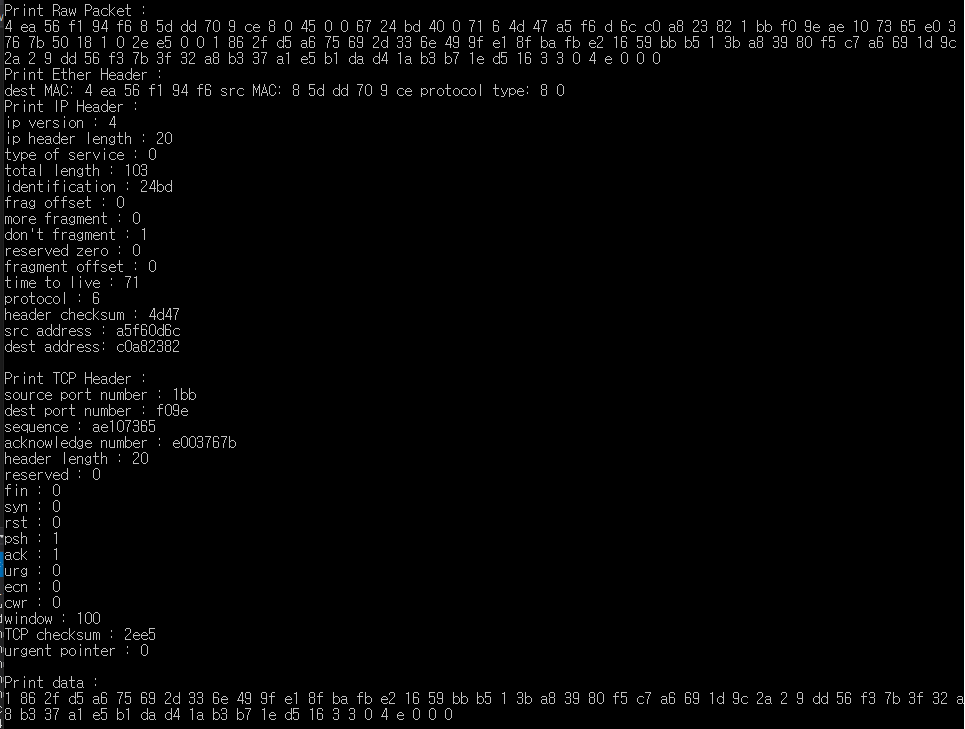 Print Raw Packet :
4 ea 56 f1 94 f6 8 5d dd 70 9 ce 8 0 45 0 0 67 24 bd 40 0 71 6 4d 47 a5 f6 d 6c c0 a8 23 82 1 bb f0 9e ae 10 73 65 e0 3
76 7b 50 18 1 0 2e e5 0 0 1 86 2f d5 a6 75 69 2d 33 6e 49 9f e1 8f ba fb e2 16 59 bb b5 1 3b a8 39 80 f5 c7 a6 69 1d 9c
2a 2 9 dd 56 f3 7b 3f 32 a8 b3 37 a1 e5 b1 da d4 1a b3 b7 1e d5 16 3 3 0 4 e 0 0 0
Print Ether Header :
dest MAC: 4 ea 56 f1 94 f6 src MAC: 8 5d dd 70 9 ce protocol type: 8 0
Print IP Header :
ip version : 4
ip header length : 20
type of service : 0
total length : 103
identification : 24bd
frag offset : 0
more fragment : 0
don't fragment : 1
reserved zero : 0
fragment offset : 0
time to live : 71
protocol : 6
header checksum : 4d47
src address : a5f60d6c
dest address: c0a82382
Print TCP Header :
source port number : 1bb
dest port number : f09e
sequence : ae107365
acknowledge number : e003767b
header length : 20
reserved : 0
fin : 0
syn : 0
rst : 0
psh : 1
ack : 1
urg : 0
ecn : 0
cwr : 0
window : 100
TCP checksum : 2ee5
urgent pointer : 0
Print data :
1 86 2f d5 a6 75 69 2d 33 6e 49 9f e1 8f ba fb e2 16 59 bb b5 1 3b a8 39 80 f5 c7 a6 69 1d 9c 2a 2 9 dd 56 f3 7b 3f 32 a
8 b3 37 a1 e5 b1 da d4 1a b3 b7 1e d5 16 3 3 0 4 e 0 0 0